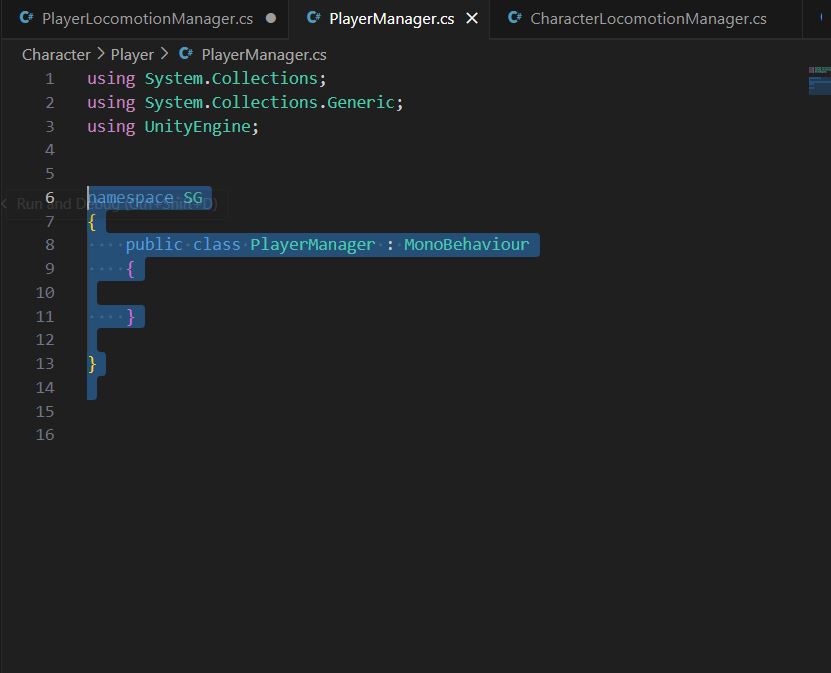 C# PlayerLocomotionManager.cs ●
C# PlayerManager.cs ✕
C# CharacterLocomotionManager.cs
Character > Player > C# PlayerManager.cs
1 using System.Collections;
2 using System.Collections.Generic;
3 using UnityEngine;
4
5
6 namespace SG
Run and Debug (Ctrl+Shift+D)
7 {
8     public class PlayerManager : MonoBehaviour
9     {
10
11     }
12
13 }
14
15
16